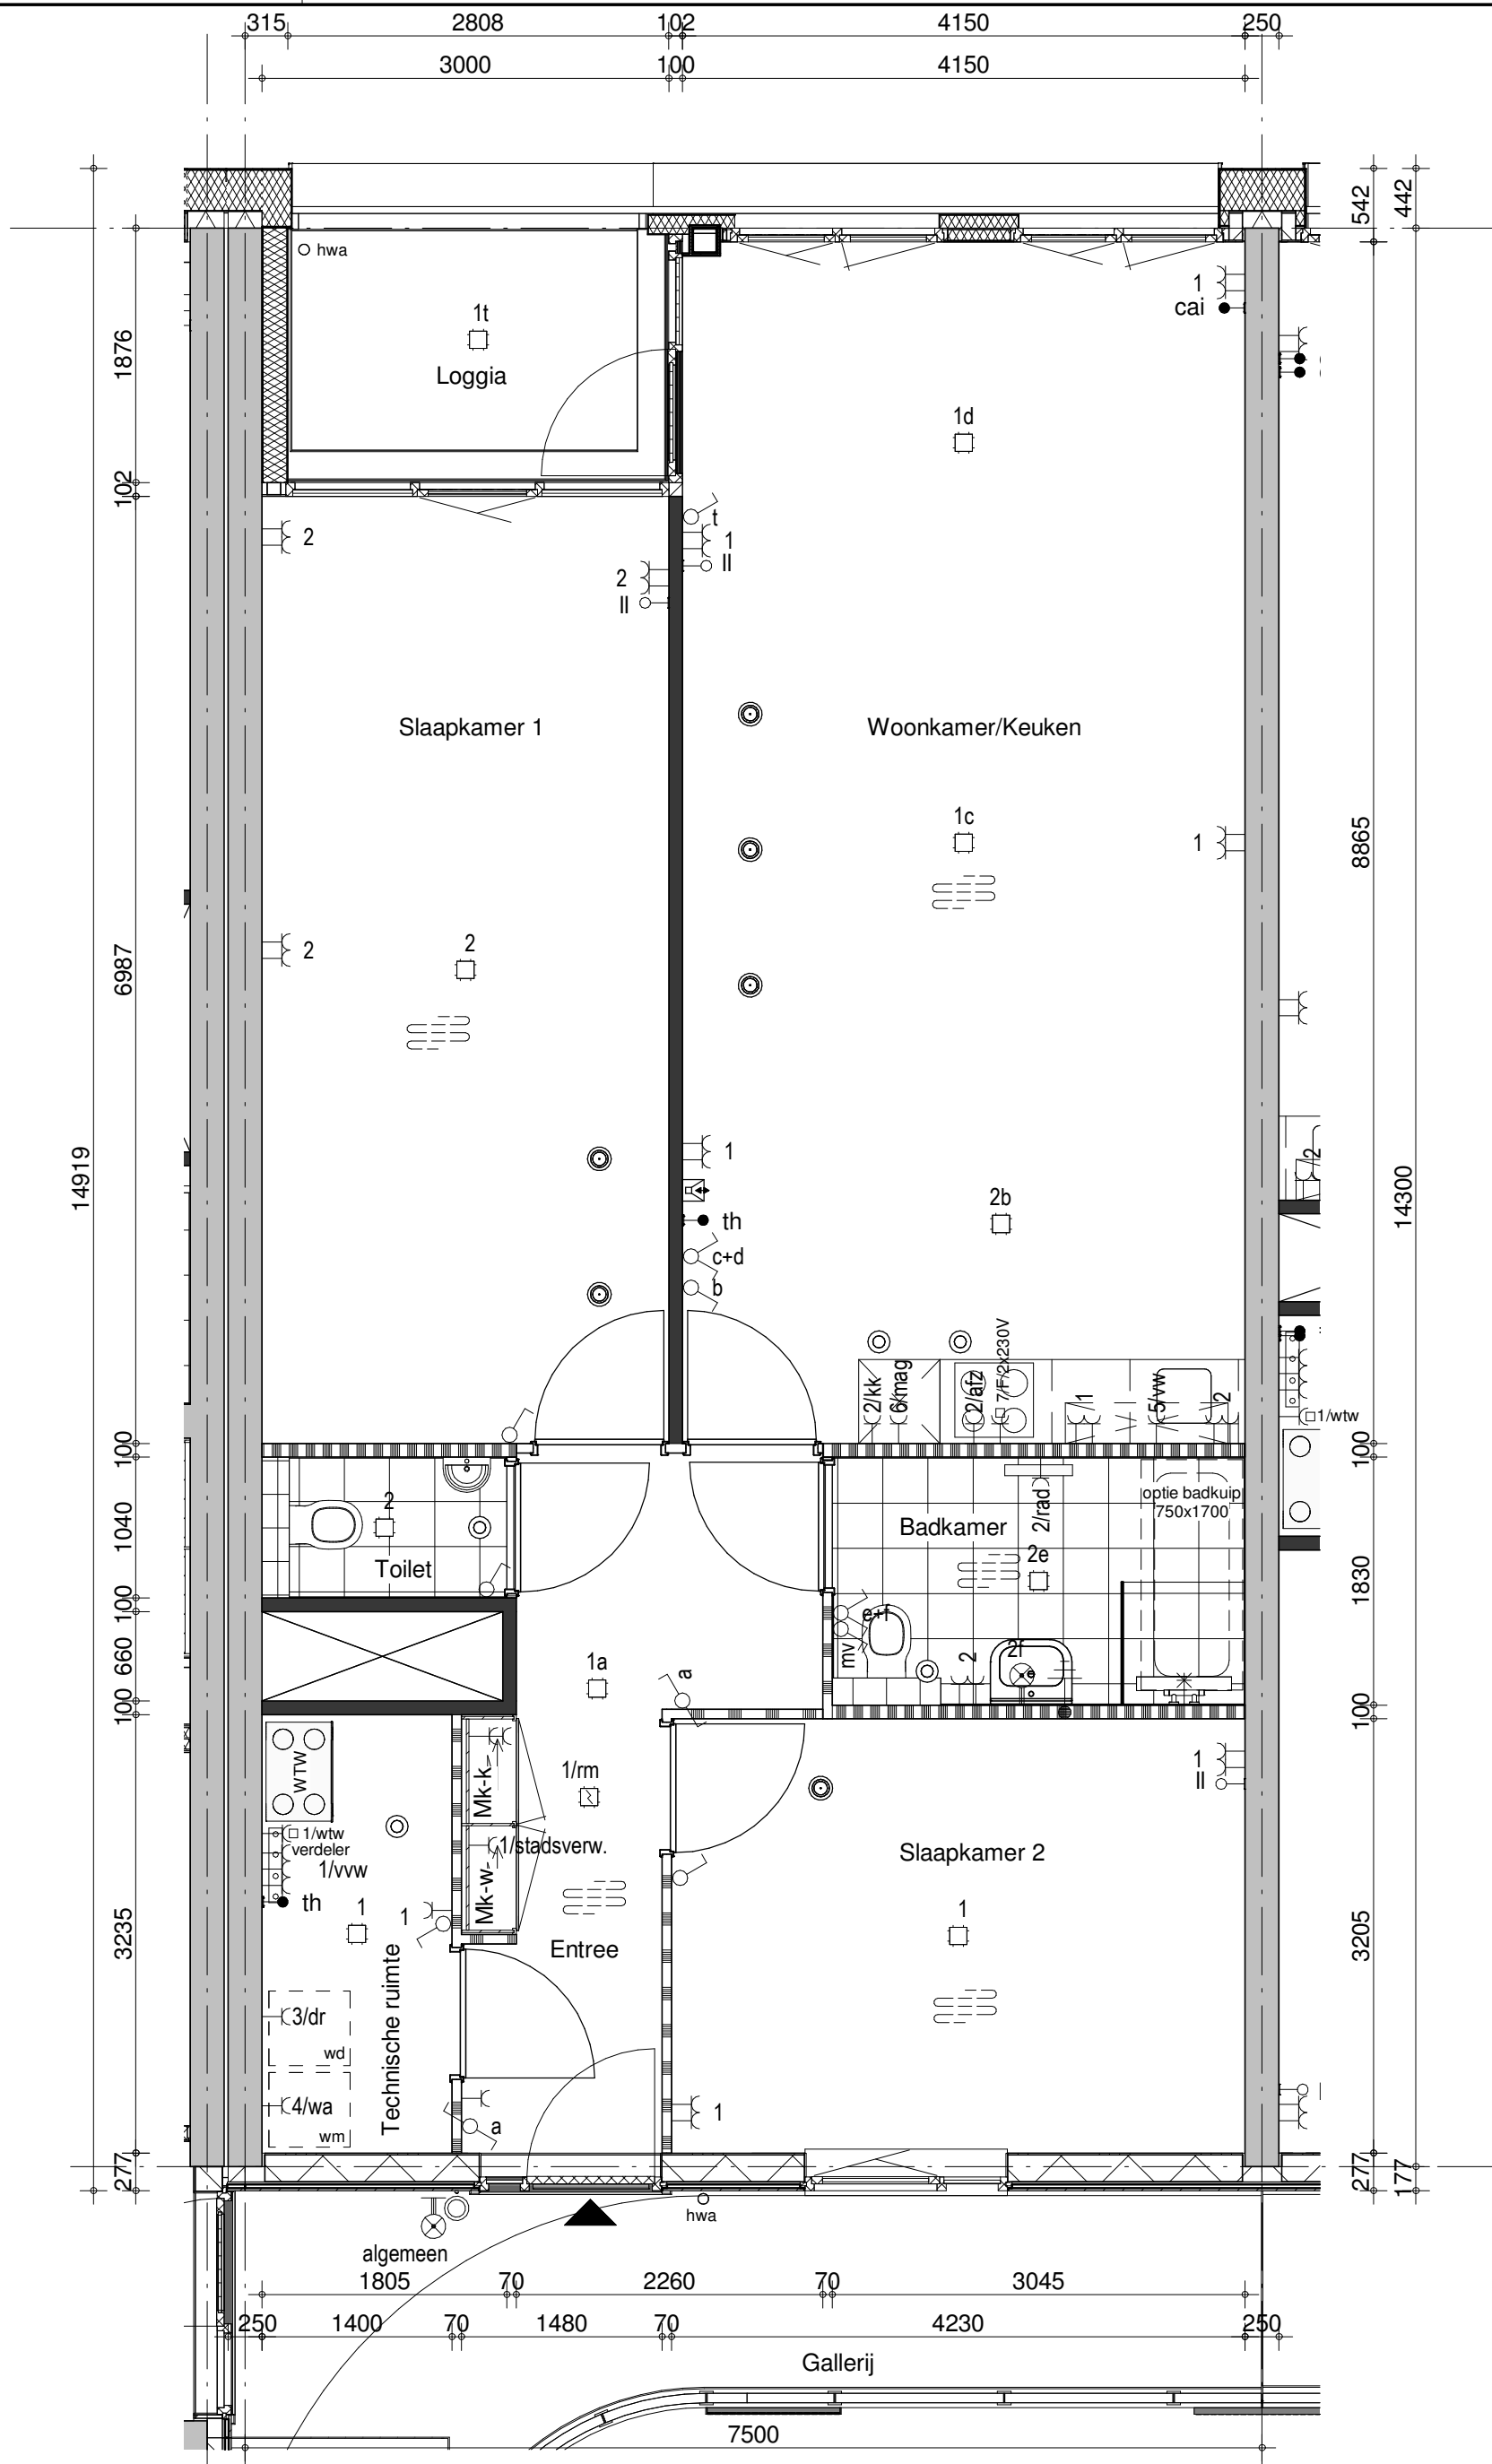 315 2808 102 4150 250
3000 100 4150
542
442
hwa
1t
Loggia
1
cai
1876
1d
102
2
t
1
II
2
II
Slaapkamer 1
Woonkamer/Keuken
1c
1
8865
2
2
6987
14919
1
th
2b
c+d
b
14300
2
2/kk
6/mag
2/afz
7/F/2x230V
1
5/vw
2
1/wtw
100
100
1040
2
Toilet
Badkamer
2/rad
optie badkuip
750x1700
2e
1830
100
e+f
mv
2
2f
660
1a
a
100
100
WTW
Mk-k
1/rm
1
II
1/wtw
verdeler
1/vvw
1/stadsverw.
Mk-w
Slaapkamer 2
th
1
1
1
3235
Technische ruimte
Entree
3205
3/dr
wd
4/wa
wm
a
1
277
277
177
hwa
algemeen
1805 70 2260 70 3045
250 1400 70 1480 70 4230 250
Gallerij
7500